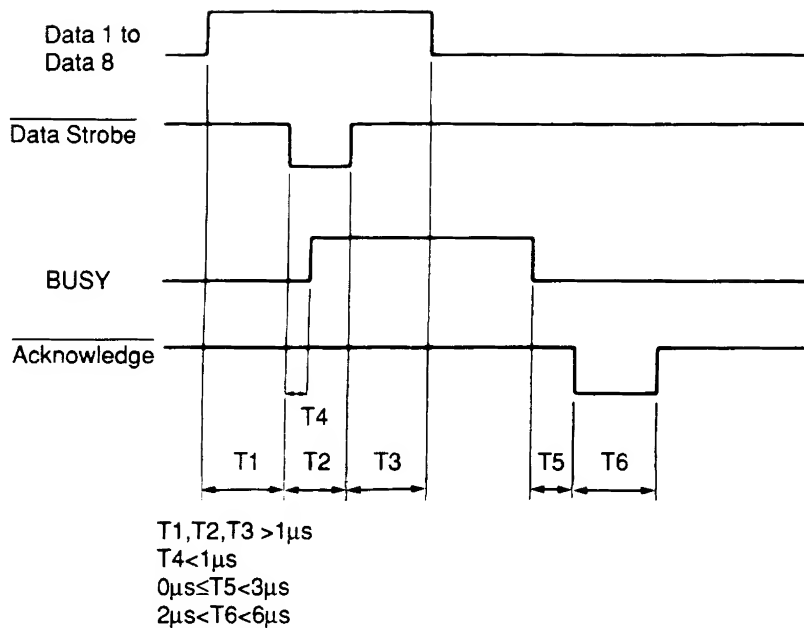 Data 1 to
Data 8
Data Strobe
BUSY
Acknowledge
T4
T1 T2 T3 T5 T6
T1,T2,T3 >1μs
T4<1μs
0μs≤T5<3μs
2μs<T6<6μs